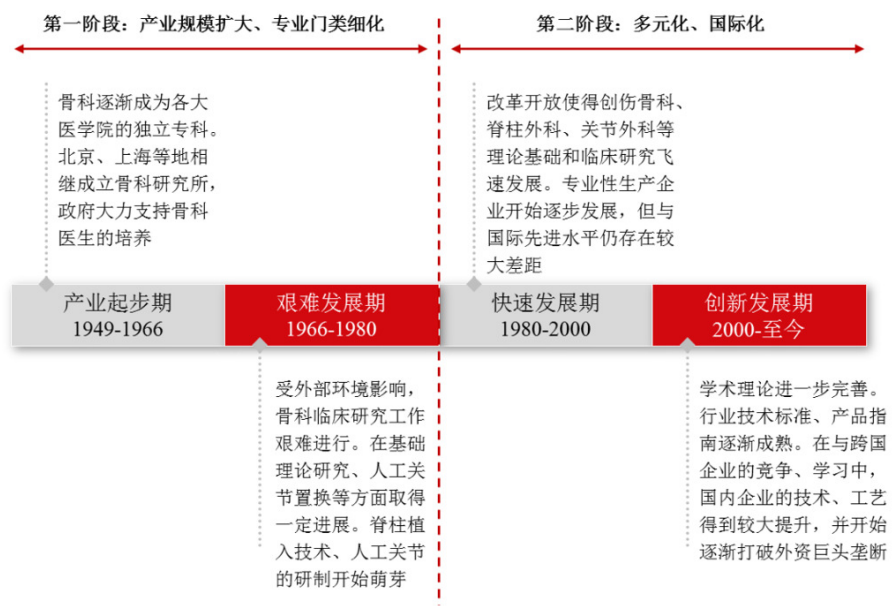 第一阶段：产业规模扩大、专业门类细化
第二阶段：多元化、国际化
骨科逐渐成为各大
医学院的独立专科。
北京、上海等地相
继成立骨科研究所，
政府大力支持骨科
医生的培养
改革开放使得创伤骨科、
脊柱外科、关节外科等
理论基础和临床研究飞
速发展。专业性生产企
业开始逐步发展，但与
国际先进水平仍存在较
大差距
产业起步期
1949-1966
艰难发展期
1966-1980
快速发展期
1980-2000
创新发展期
2000-至今
受外部环境影响，
骨科临床研究工作
艰难进行。在基础
理论研究、人工关
节置换等方面取得
一定进展。脊柱植
入技术、人工关节
的研制开始萌芽
学术理论进一步完善。
行业技术标准、产品指
南逐渐成熟。在与跨国
企业的竞争、学习中，
国内企业的技术、工艺
得到较大提升，并开始
逐渐打破外资巨头垄断